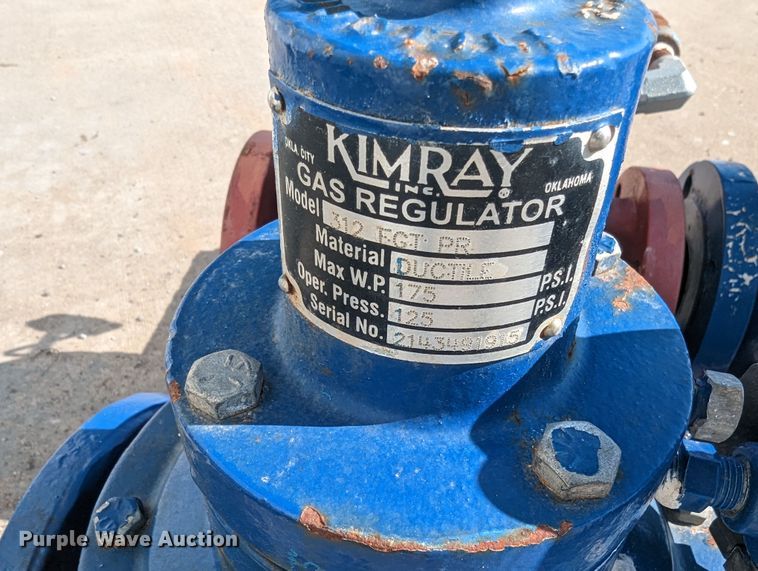 KIMRAY
INC.®
OKLA. CITY OKLAHOMA
GAS REGULATOR
Model 312 FGT PR
Material DUCTILE
Max W.P. 175 P.S.I.
Oper. Press. 125 P.S.I.
Serial No.
Purple Wave Auction